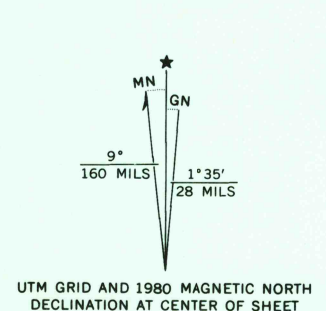 MN
GN
9°
160 MILS
1°35′
28 MILS
UTM GRID AND 1980 MAGNETIC NORTH
DECLINATION AT CENTER OF SHEET